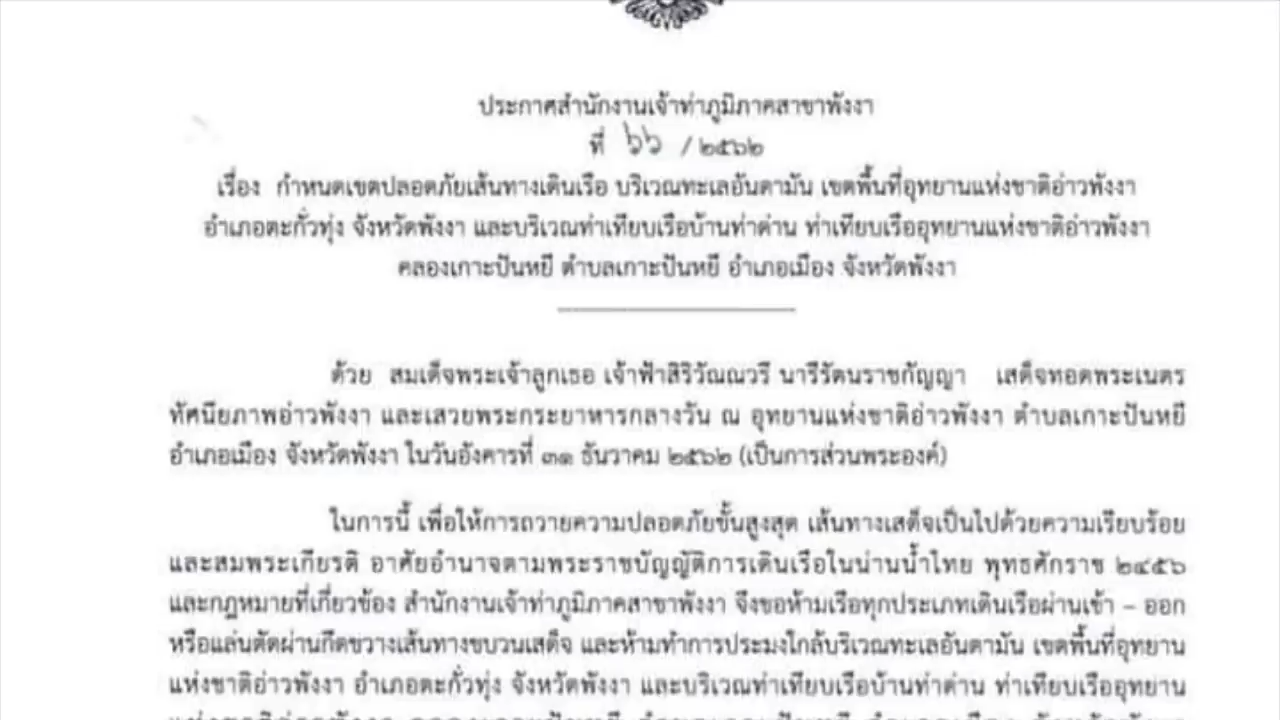 ประกาศสำนักงานเจ้าท่าภูมิภาคสาขาพังงา
ที่ ๖๖ /๒๕๖๒
เรื่อง กำหนดเขตปลอดภัยเส้นทางเดินเรือ บริเวณทะเลอันดามัน เขตพื้นที่อุทยานแห่งชาติอ่าวพังงา
อำเภอตะกั่วทุ่ง จังหวัดพังงา และบริเวณท่าเทียบเรือบ้านท่าด่าน ท่าเทียบเรืออุทยานแห่งชาติอ่าวพังงา
คลองเกาะปันหยี ตำบลเกาะปันหยี อำเภอเมือง จังหวัดพังงา
ด้วย สมเด็จพระเจ้าลูกเธอ เจ้าฟ้าสิริวัณณวรี นารีรัตนราชกัญญา เสด็จทอดพระเนตร
ทัศนียภาพอ่าวพังงา และเสวยพระกระยาหารกลางวัน ณ อุทยานแห่งชาติอ่าวพังงา ตำบลเกาะปันหยี
อำเภอเมือง จังหวัดพังงา ในวันอังคารที่ ๓๑ ธันวาคม ๒๕๖๒ (เป็นการส่วนพระองค์)
ในการนี้ เพื่อให้การถวายความปลอดภัยขั้นสูงสุด เส้นทางเสด็จเป็นไปด้วยความเรียบร้อย
และสมพระเกียรติ อาศัยอำนาจตามพระราชบัญญัติการเดินเรือในน่านน้ำไทย พุทธศักราช ๒๔๕๖
และกฎหมายที่เกี่ยวข้อง สำนักงานเจ้าท่าภูมิภาคสาขาพังงา จึงขอห้ามเรือทุกประเภทเดินเรือผ่านเข้า – ออก
หรือแล่นตัดผ่านกีดขวางเส้นทางขบวนเสด็จ และห้ามทำการประมงใกล้บริเวณทะเลอันดามัน เขตพื้นที่อุทยาน
แห่งชาติอ่าวพังงา อำเภอตะกั่วทุ่ง จังหวัดพังงา และบริเวณท่าเทียบเรือบ้านท่าด่าน ท่าเทียบเรืออุทยาน